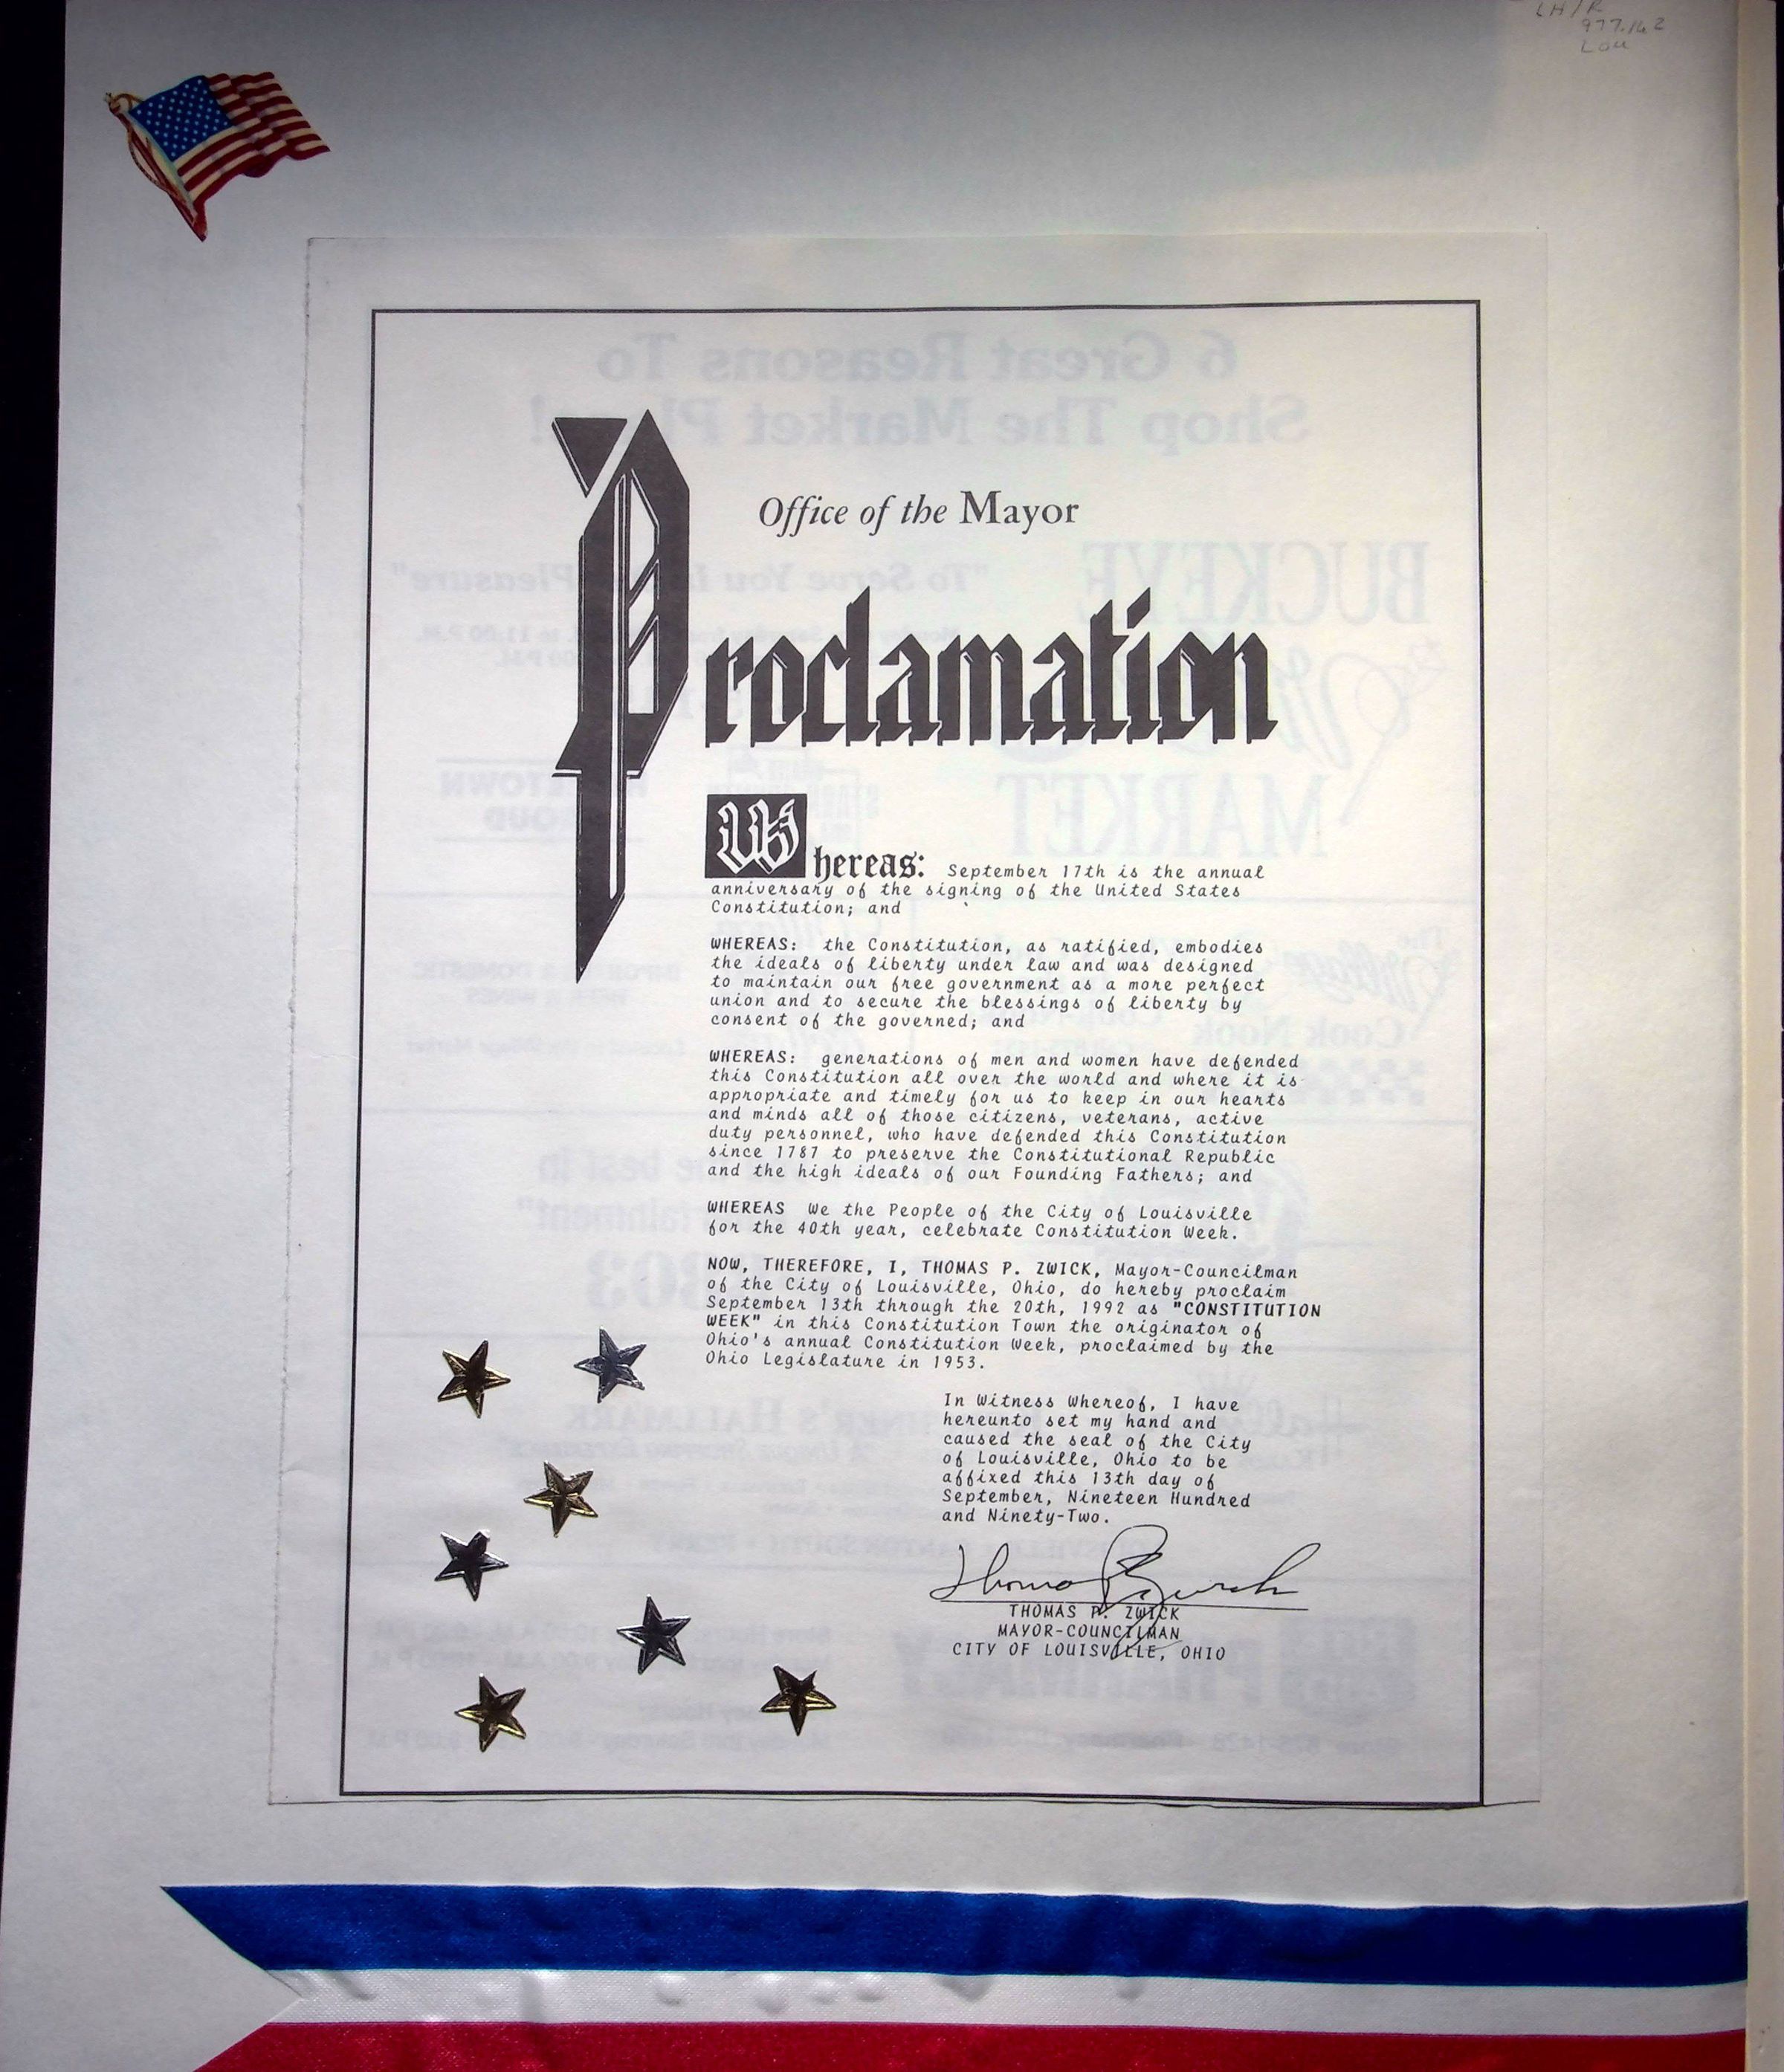 LH/R
977.162
Lou
Office of the Mayor
Proclamation
Whereas: September 17th is the annual
anniversary of the signing of the United States
Constitution; and
WHEREAS: the Constitution, as ratified, embodies
the ideals of liberty under law and was designed
to maintain our free government as a more perfect
union and to secure the blessings of liberty by
consent of the governed; and
WHEREAS: generations of men and women have defended
this Constitution all over the world and where it is
appropriate and timely for us to keep in our hearts
and minds all of those citizens, veterans, active
duty personnel, who have defended this Constitution
since 1787 to preserve the Constitutional Republic
and the high ideals of our Founding Fathers; and
WHEREAS We the People of the City of Louisville
for the 40th year, celebrate Constitution Week.
NOW, THEREFORE, I, THOMAS P. ZWICK, Mayor-Councilman
of the City of Louisville, Ohio, do hereby proclaim
September 13th through the 20th, 1992 as "CONSTITUTION
WEEK" in this Constitution Town the originator of
Ohio's annual Constitution Week, proclaimed by the
Ohio Legislature in 1953.
In Witness Whereof, I have
hereunto set my hand and
caused the seal of the City
of Louisville, Ohio to be
affixed this 13th day of
September, Nineteen Hundred
and Ninety-Two.
THOMAS P. ZWICK
MAYOR-COUNCILMAN
CITY OF LOUISVILLE, OHIO
6 Great Reasons To
Shop The Market
BUCKEYE
MARKET